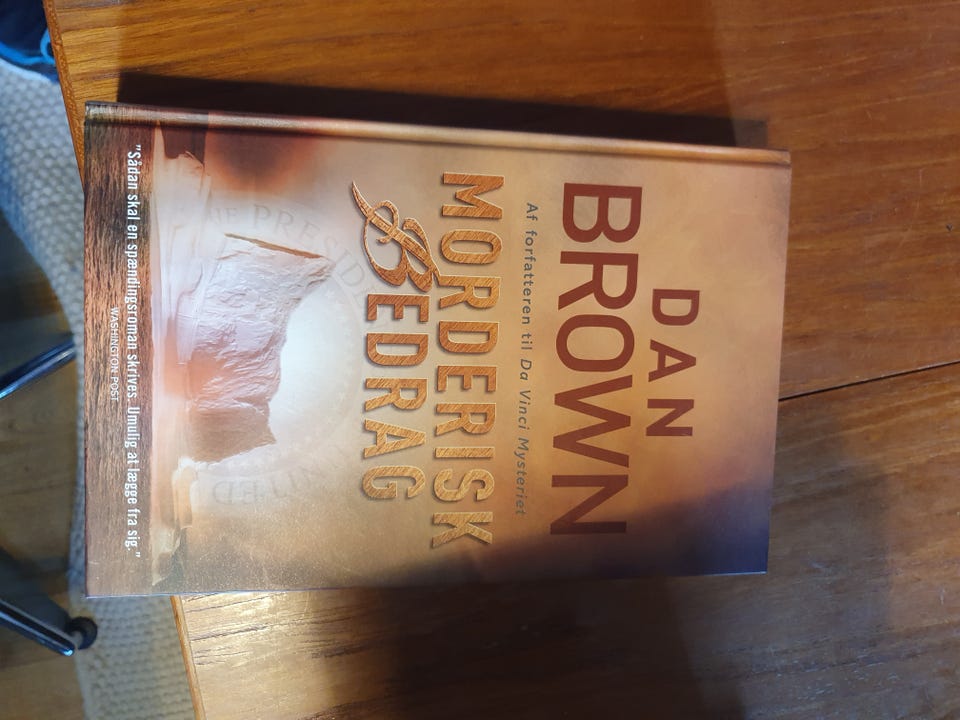 DAN
BROWN
Af forfatteren til Da Vinci Mysteriet
MORDERISK
BEDRAG
"Sådan skal en spændingsroman skrives. Umulig at lægge fra sig."
WASHINGTON POST